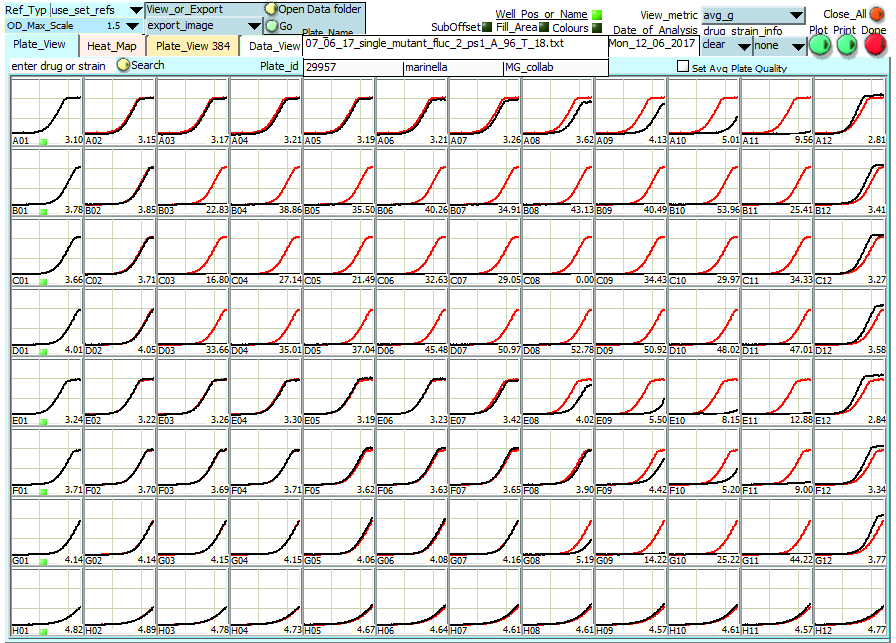 Ref_Typ use_set_refs View_or_Export Open Data folder
OD_Max_Scale 1.5 export_image Go
Plate_Name
SubOffset Well_Pos_or_Name Fill_Area Colours
View_metric avg_g Close_All
Date_of_Analysis drug_strain_info Plot Print Done
Plate_View Heat_Map Plate_View 384 Data_View 07_06_17_single_mutant_fluc_2_ps1_A_96_T_18.txt Mon_12_06_2017 clear none
enter drug or strain Search Plate_id 29957 marinella MG_collab Set Avg Plate Quality
A01 3.10 A02 3.15 A03 3.17 A04 3.21 A05 3.19 A06 3.21 A07 3.26 A08 3.62 A09 4.13 A10 5.01 A11 9.56 A12 2.81
B01 3.78 B02 3.85 B03 22.83 B04 38.86 B05 35.50 B06 40.26 B07 34.91 B08 43.13 B09 40.49 B10 53.96 B11 25.41 B12 3.41
C01 3.66 C02 3.71 C03 16.80 C04 27.14 C05 21.49 C06 32.63 C07 29.05 C08 0.00 C09 34.43 C10 29.97 C11 34.33 C12 3.27
D01 4.01 D02 4.05 D03 33.66 D04 35.01 D05 37.04 D06 45.48 D07 50.97 D08 52.78 D09 50.92 D10 48.02 D11 47.01 D12 3.58
E01 3.24 E02 3.22 E03 3.26 E04 3.30 E05 3.19 E06 3.23 E07 3.42 E08 4.02 E09 5.50 E10 8.15 E11 12.88 E12 2.84
F01 3.71 F02 3.70 F03 3.69 F04 3.71 F05 3.62 F06 3.63 F07 3.65 F08 3.90 F09 4.42 F10 5.20 F11 9.00 F12 3.34
G01 4.14 G02 4.14 G03 4.15 G04 4.15 G05 4.06 G06 4.08 G07 4.16 G08 5.19 G09 14.22 G10 25.22 G11 44.22 G12 3.77
H01 4.82 H02 4.89 H03 4.78 H04 4.73 H05 4.67 H06 4.64 H07 4.61 H08 4.61 H09 4.57 H10 4.61 H11 4.57 H12 4.77